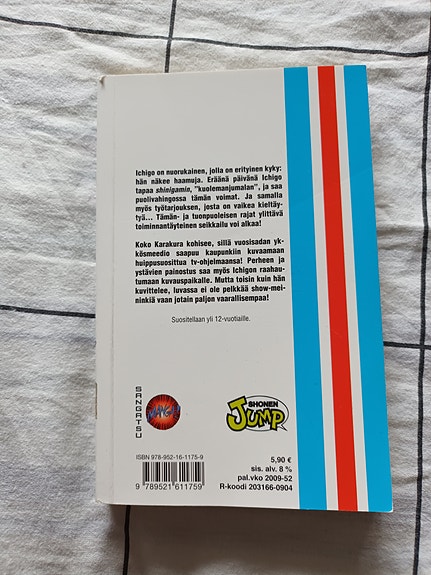 Ichigo on nuorukainen, jolla on erityinen kyky:
hän näkee haamuja. Eräänä päivänä Ichigo
tapaa shinigamin, "kuolemanjumalan", ja saa
puolivahingossa tämän voimat. Ja samalla
myös työtarjouksen, josta on vaikea kieltäy-
tyä... Tämän- ja tuonpuoleisen rajat ylittävä
toiminnantäyteinen seikkailu voi alkaa!
Koko Karakura kohisee, sillä vuosisadan yk-
kösmeedio saapuu kaupunkiin kuvaamaan
huippusuosittua tv-ohjelmaansa! Perheen ja
ystävien painostus saa myös Ichigon raahau-
tumaan kuvauspaikalle. Mutta toisin kuin hän
kuvittelee, luvassa ei ole pelkkää show-mei-
ninkiä vaan jotain paljon vaarallisempaa!
Suositellaan yli 12-vuotiaille.
SANGATSU
MANGA
SHONEN
JUMP
ISBN 978-952-16-1175-9
9 789521 611759
5,90 €
sis. alv. 8 %
pal.vko 2009-52
R-koodi 203166-0904